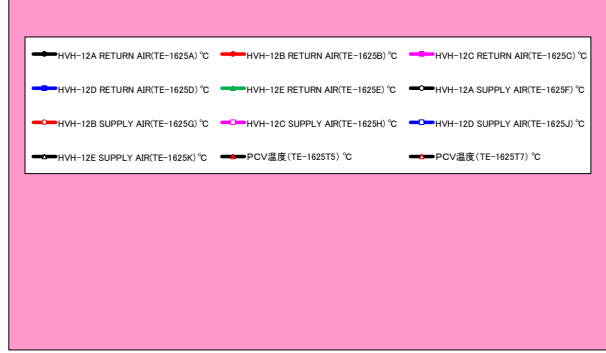 HVH-12A RETURN AIR(TE-1625A) ℃ HVH-12B RETURN AIR(TE-1625B) ℃ HVH-12C RETURN AIR(TE-1625C) ℃
HVH-12D RETURN AIR(TE-1625D) ℃ HVH-12E RETURN AIR(TE-1625E) ℃ HVH-12A SUPPLY AIR(TE-1625F) ℃
HVH-12B SUPPLY AIR(TE-1625G) ℃ HVH-12C SUPPLY AIR(TE-1625H) ℃ HVH-12D SUPPLY AIR(TE-1625J) ℃
HVH-12E SUPPLY AIR(TE-1625K) ℃ PCV温度(TE-1625T5) ℃ PCV温度(TE-1625T7) ℃